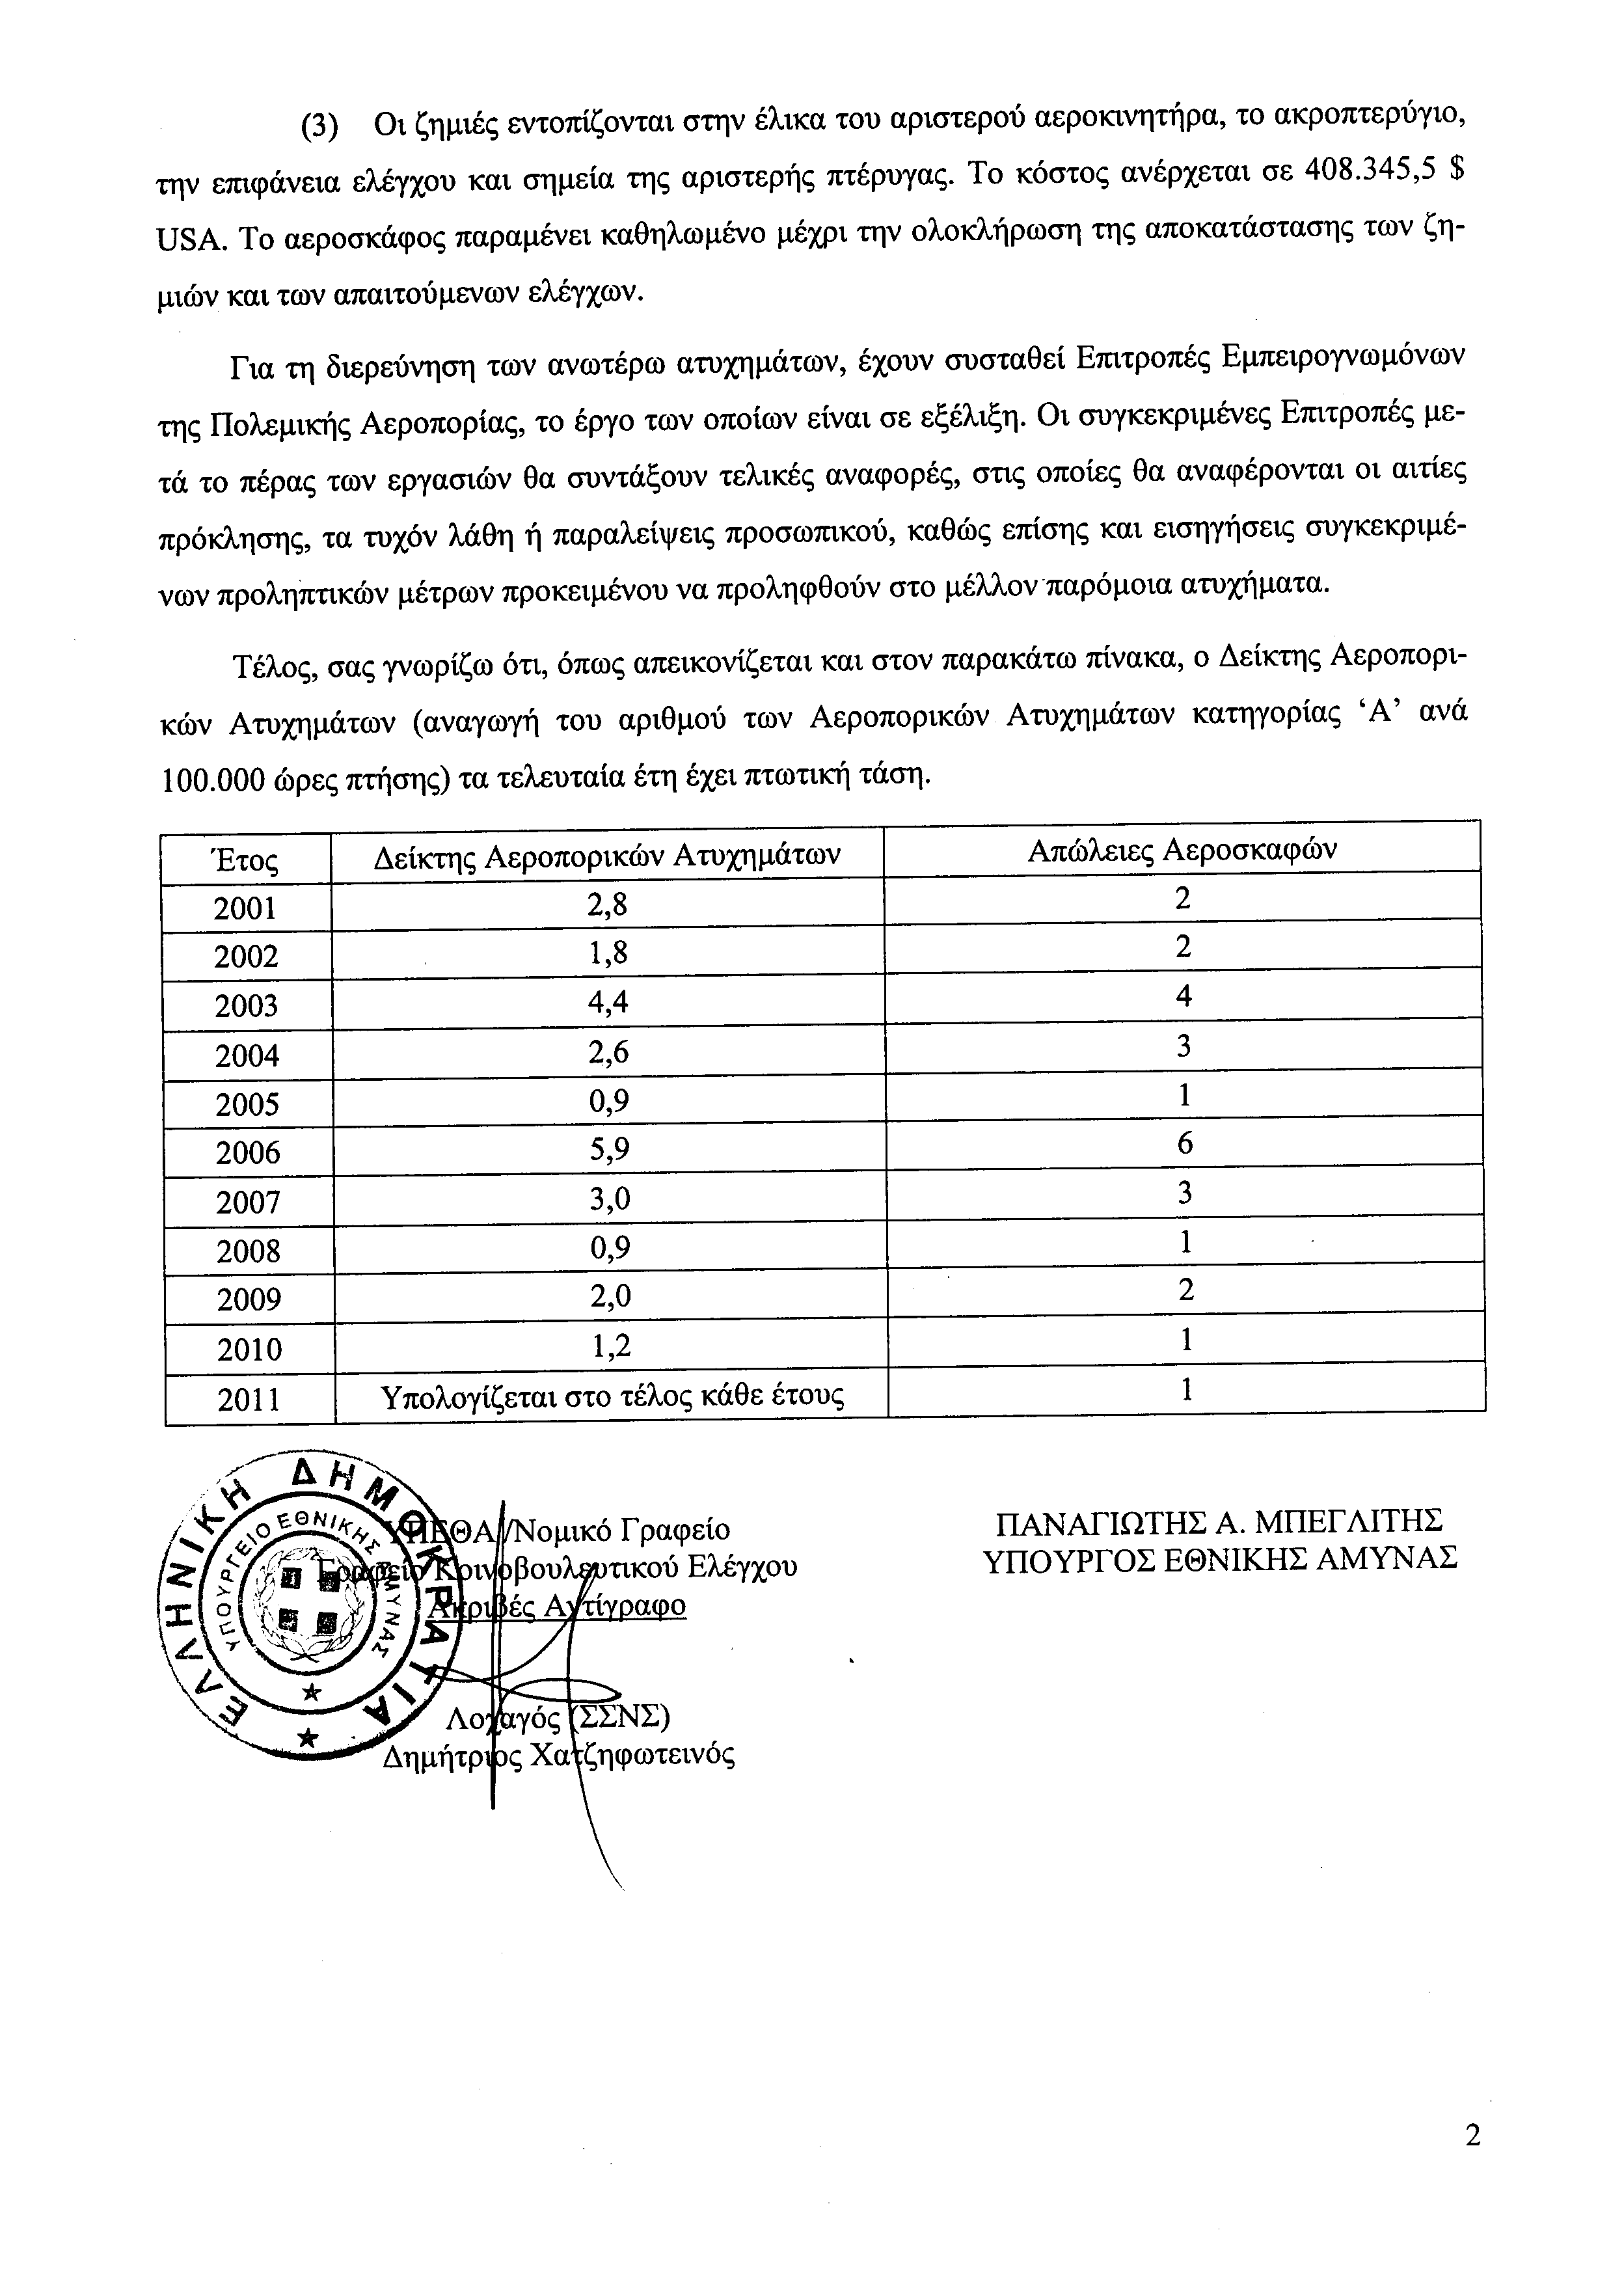 (3) Οι ζημιές εντοπίζονται στην έλικα του αριστερού αεροκινητήρα, το ακροπτερύγιο,
την επιφάνεια ελέγχου και σημεία της αριστερής πτέρυγας. Το κόστος ανέρχεται σε 408.345,5 $
USA. Το αεροσκάφος παραμένει καθηλωμένο μέχρι την ολοκλήρωση της αποκατάστασης των ζη-
μιών και των απαιτούμενων ελέγχων.
Για τη διερεύνηση των ανωτέρω ατυχημάτων, έχουν συσταθεί Επιτροπές Εμπειρογνωμόνων
της Πολεμικής Αεροπορίας, το έργο των οποίων είναι σε εξέλιξη. Οι συγκεκριμένες Επιτροπές με-
τά το πέρας των εργασιών θα συντάξουν τελικές αναφορές, στις οποίες θα αναφέρονται οι αιτίες
πρόκλησης, τα τυχόν λάθη ή παραλείψεις προσωπικού, καθώς επίσης και εισηγήσεις συγκεκριμέ-
νων προληπτικών μέτρων προκειμένου να προληφθούν στο μέλλον παρόμοια ατυχήματα.
Τέλος, σας γνωρίζω ότι, όπως απεικονίζεται και στον παρακάτω πίνακα, ο Δείκτης Αεροπορι-
κών Ατυχημάτων (αναγωγή του αριθμού των Αεροπορικών Ατυχημάτων κατηγορίας ‘Α’ ανά
100.000 ώρες πτήσης) τα τελευταία έτη έχει πτωτική τάση.
Έτος Δείκτης Αεροπορικών Ατυχημάτων Απώλειες Αεροσκαφών
2001 2,8 2
2002 1,8 2
2003 4,4 4
2004 2,6 3
2005 0,9 1
2006 5,9 6
2007 3,0 3
2008 0,9 1
2009 2,0 2
2010 1,2 1
2011 Υπολογίζεται στο τέλος κάθε έτους 1
ΕΛΛΗΝΙΚΗ ΔΗΜΟΚΡΑΤΙΑ
ΥΠΟΥΡΓΕΙΟ ΕΘΝΙΚΗΣ ΑΜΥΝΑΣ
ΥΠΕΘΑ/Νομικό Γραφείο
Γραφείο Κοινοβουλευτικού Ελέγχου
Ακριβές Αντίγραφο
Λοχαγός (ΣΣΝΣ)
Δημήτριος Χατζηφωτεινός
ΠΑΝΑΓΙΩΤΗΣ Α. ΜΠΕΓΛΙΤΗΣ
ΥΠΟΥΡΓΟΣ ΕΘΝΙΚΗΣ ΑΜΥΝΑΣ
2